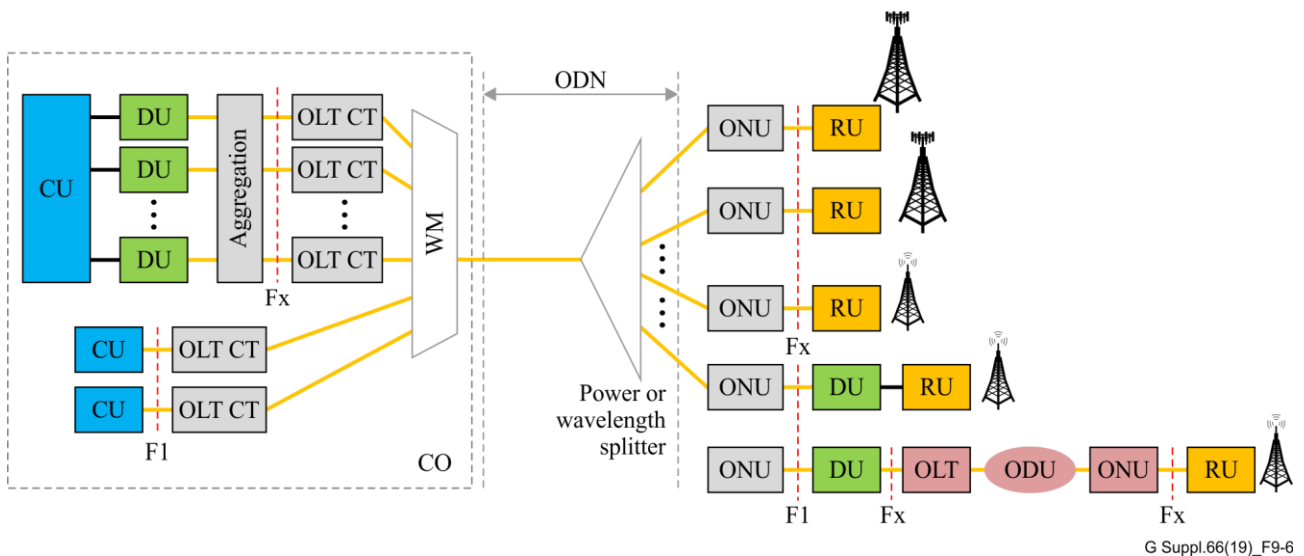 ODN
CU
DU
DU
DU
Aggregation
OLT CT
OLT CT
OLT CT
Fx
WM
CU
OLT CT
CU
OLT CT
F1
CO
Power or
wavelength
splitter
ONU
RU
ONU
RU
ONU
RU
Fx
ONU
DU
RU
ONU
DU
OLT
ODU
ONU
RU
F1
Fx
Fx
G Suppl.66(19)_F9-6